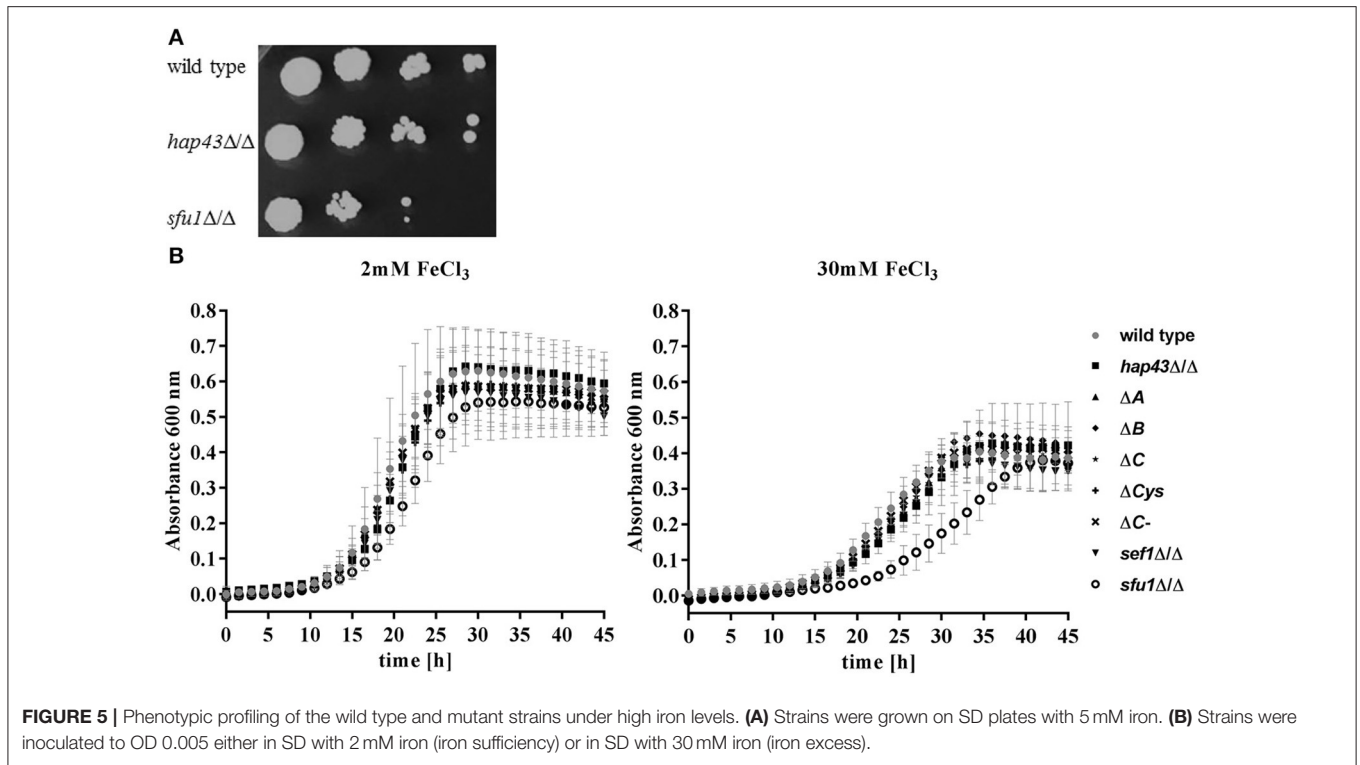 A
wild type
hap43Δ/Δ
sfu1Δ/Δ
B
2mM FeCl₃
Absorbance 600 nm
0.8
0.7
0.6
0.5
0.4
0.3
0.2
0.1
0.0
0 5 10 15 20 25 30 35 40 45
time [h]
30mM FeCl₃
Absorbance 600 nm
0.8
0.7
0.6
0.5
0.4
0.3
0.2
0.1
0.0
0 5 10 15 20 25 30 35 40 45
time [h]
wild type
hap43Δ/Δ
ΔA
ΔB
ΔC
ΔCys
ΔC-
sef1Δ/Δ
sfu1Δ/Δ
FIGURE 5 | Phenotypic profiling of the wild type and mutant strains under high iron levels. (A) Strains were grown on SD plates with 5 mM iron. (B) Strains were
inoculated to OD 0.005 either in SD with 2 mM iron (iron sufficiency) or in SD with 30 mM iron (iron excess).